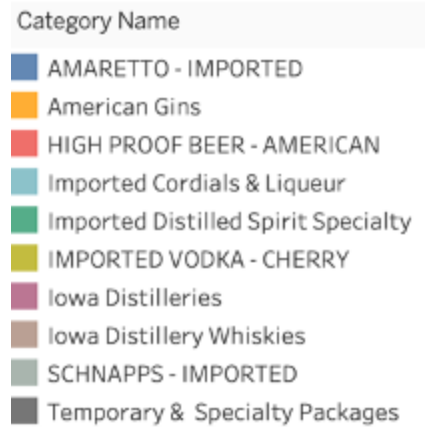 Category Name
AMARETTO - IMPORTED
American Gins
HIGH PROOF BEER - AMERICAN
Imported Cordials & Liqueur
Imported Distilled Spirit Specialty
IMPORTED VODKA - CHERRY
Iowa Distilleries
Iowa Distillery Whiskies
SCHNAPPS - IMPORTED
Temporary &  Specialty Packages